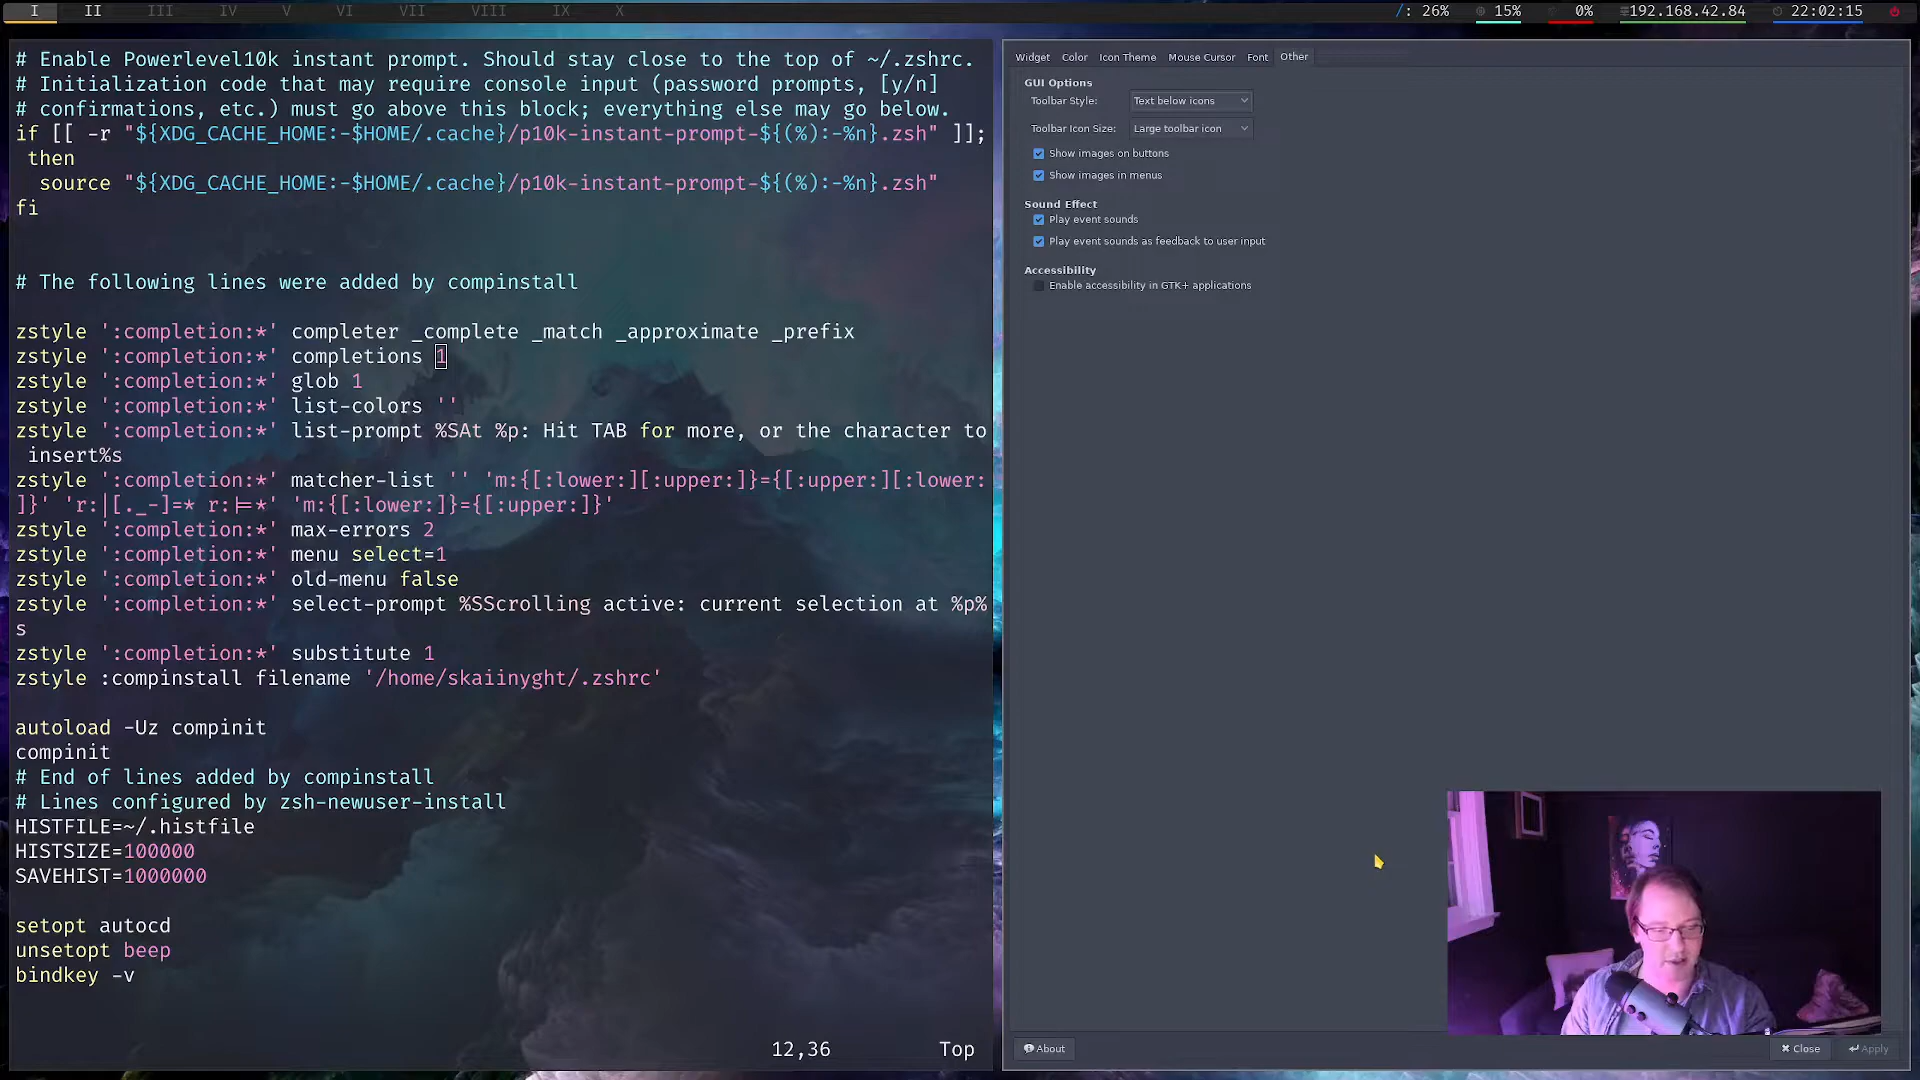 I II III IV V VI VII VIII IX X /: 26% 15% 0% 192.168.42.84 22:02:15
# Enable Powerlevel10k instant prompt. Should stay close to the top of ~/.zshrc.
# Initialization code that may require console input (password prompts, [y/n]
# confirmations, etc.) must go above this block; everything else may go below.
if [[ -r "${XDG_CACHE_HOME:-$HOME/.cache}/p10k-instant-prompt-${(%):-%n}.zsh" ]];
then
source "${XDG_CACHE_HOME:-$HOME/.cache}/p10k-instant-prompt-${(%):-%n}.zsh"
fi
# The following lines were added by compinstall
zstyle ':completion:*' completer _complete _match _approximate _prefix
zstyle ':completion:*' completions 1
zstyle ':completion:*' glob 1
zstyle ':completion:*' list-colors ''
zstyle ':completion:*' list-prompt %SAt %p: Hit TAB for more, or the character to
insert%s
zstyle ':completion:*' matcher-list '' 'm:{[:lower:][:upper:]}={[:upper:][:lower:
]}' 'r:|[._-]=* r:|=*' 'm:{[:lower:]}={[:upper:]}'
zstyle ':completion:*' max-errors 2
zstyle ':completion:*' menu select=1
zstyle ':completion:*' old-menu false
zstyle ':completion:*' select-prompt %SScrolling active: current selection at %p%
s
zstyle ':completion:*' substitute 1
zstyle :compinstall filename '/home/skaiinyght/.zshrc'
autoload -Uz compinit
compinit
# End of lines added by compinstall
# Lines configured by zsh-newuser-install
HISTFILE=~/.histfile
HISTSIZE=100000
SAVEHIST=1000000
setopt autocd
unsetopt beep
bindkey -v
12,36 Top
Widget Color Icon Theme Mouse Cursor Font Other
GUI Options
Toolbar Style: Text below icons
Toolbar Icon Size: Large toolbar icon
Show images on buttons
Show images in menus
Sound Effect
Play event sounds
Play event sounds as feedback to user input
Accessibility
Enable accessibility in GTK+ applications
About Close Apply